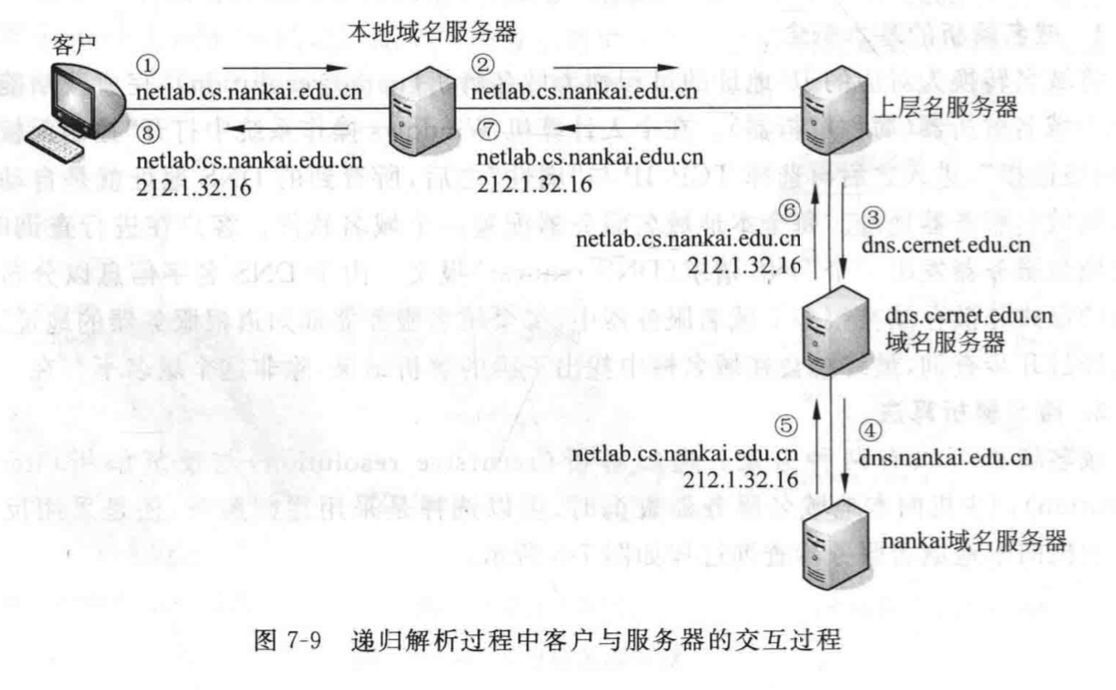 客户
本地域名服务器
①
netlab.cs.nankai.edu.cn
⑧
netlab.cs.nankai.edu.cn
212.1.32.16
②
netlab.cs.nankai.edu.cn
⑦
netlab.cs.nankai.edu.cn
212.1.32.16
上层名服务器
⑥
netlab.cs.nankai.edu.cn
212.1.32.16
③
dns.cernet.edu.cn
dns.cernet.edu.cn
域名服务器
⑤
netlab.cs.nankai.edu.cn
212.1.32.16
④
dns.nankai.edu.cn
nankai域名服务器
图 7-9 递归解析过程中客户与服务器的交互过程